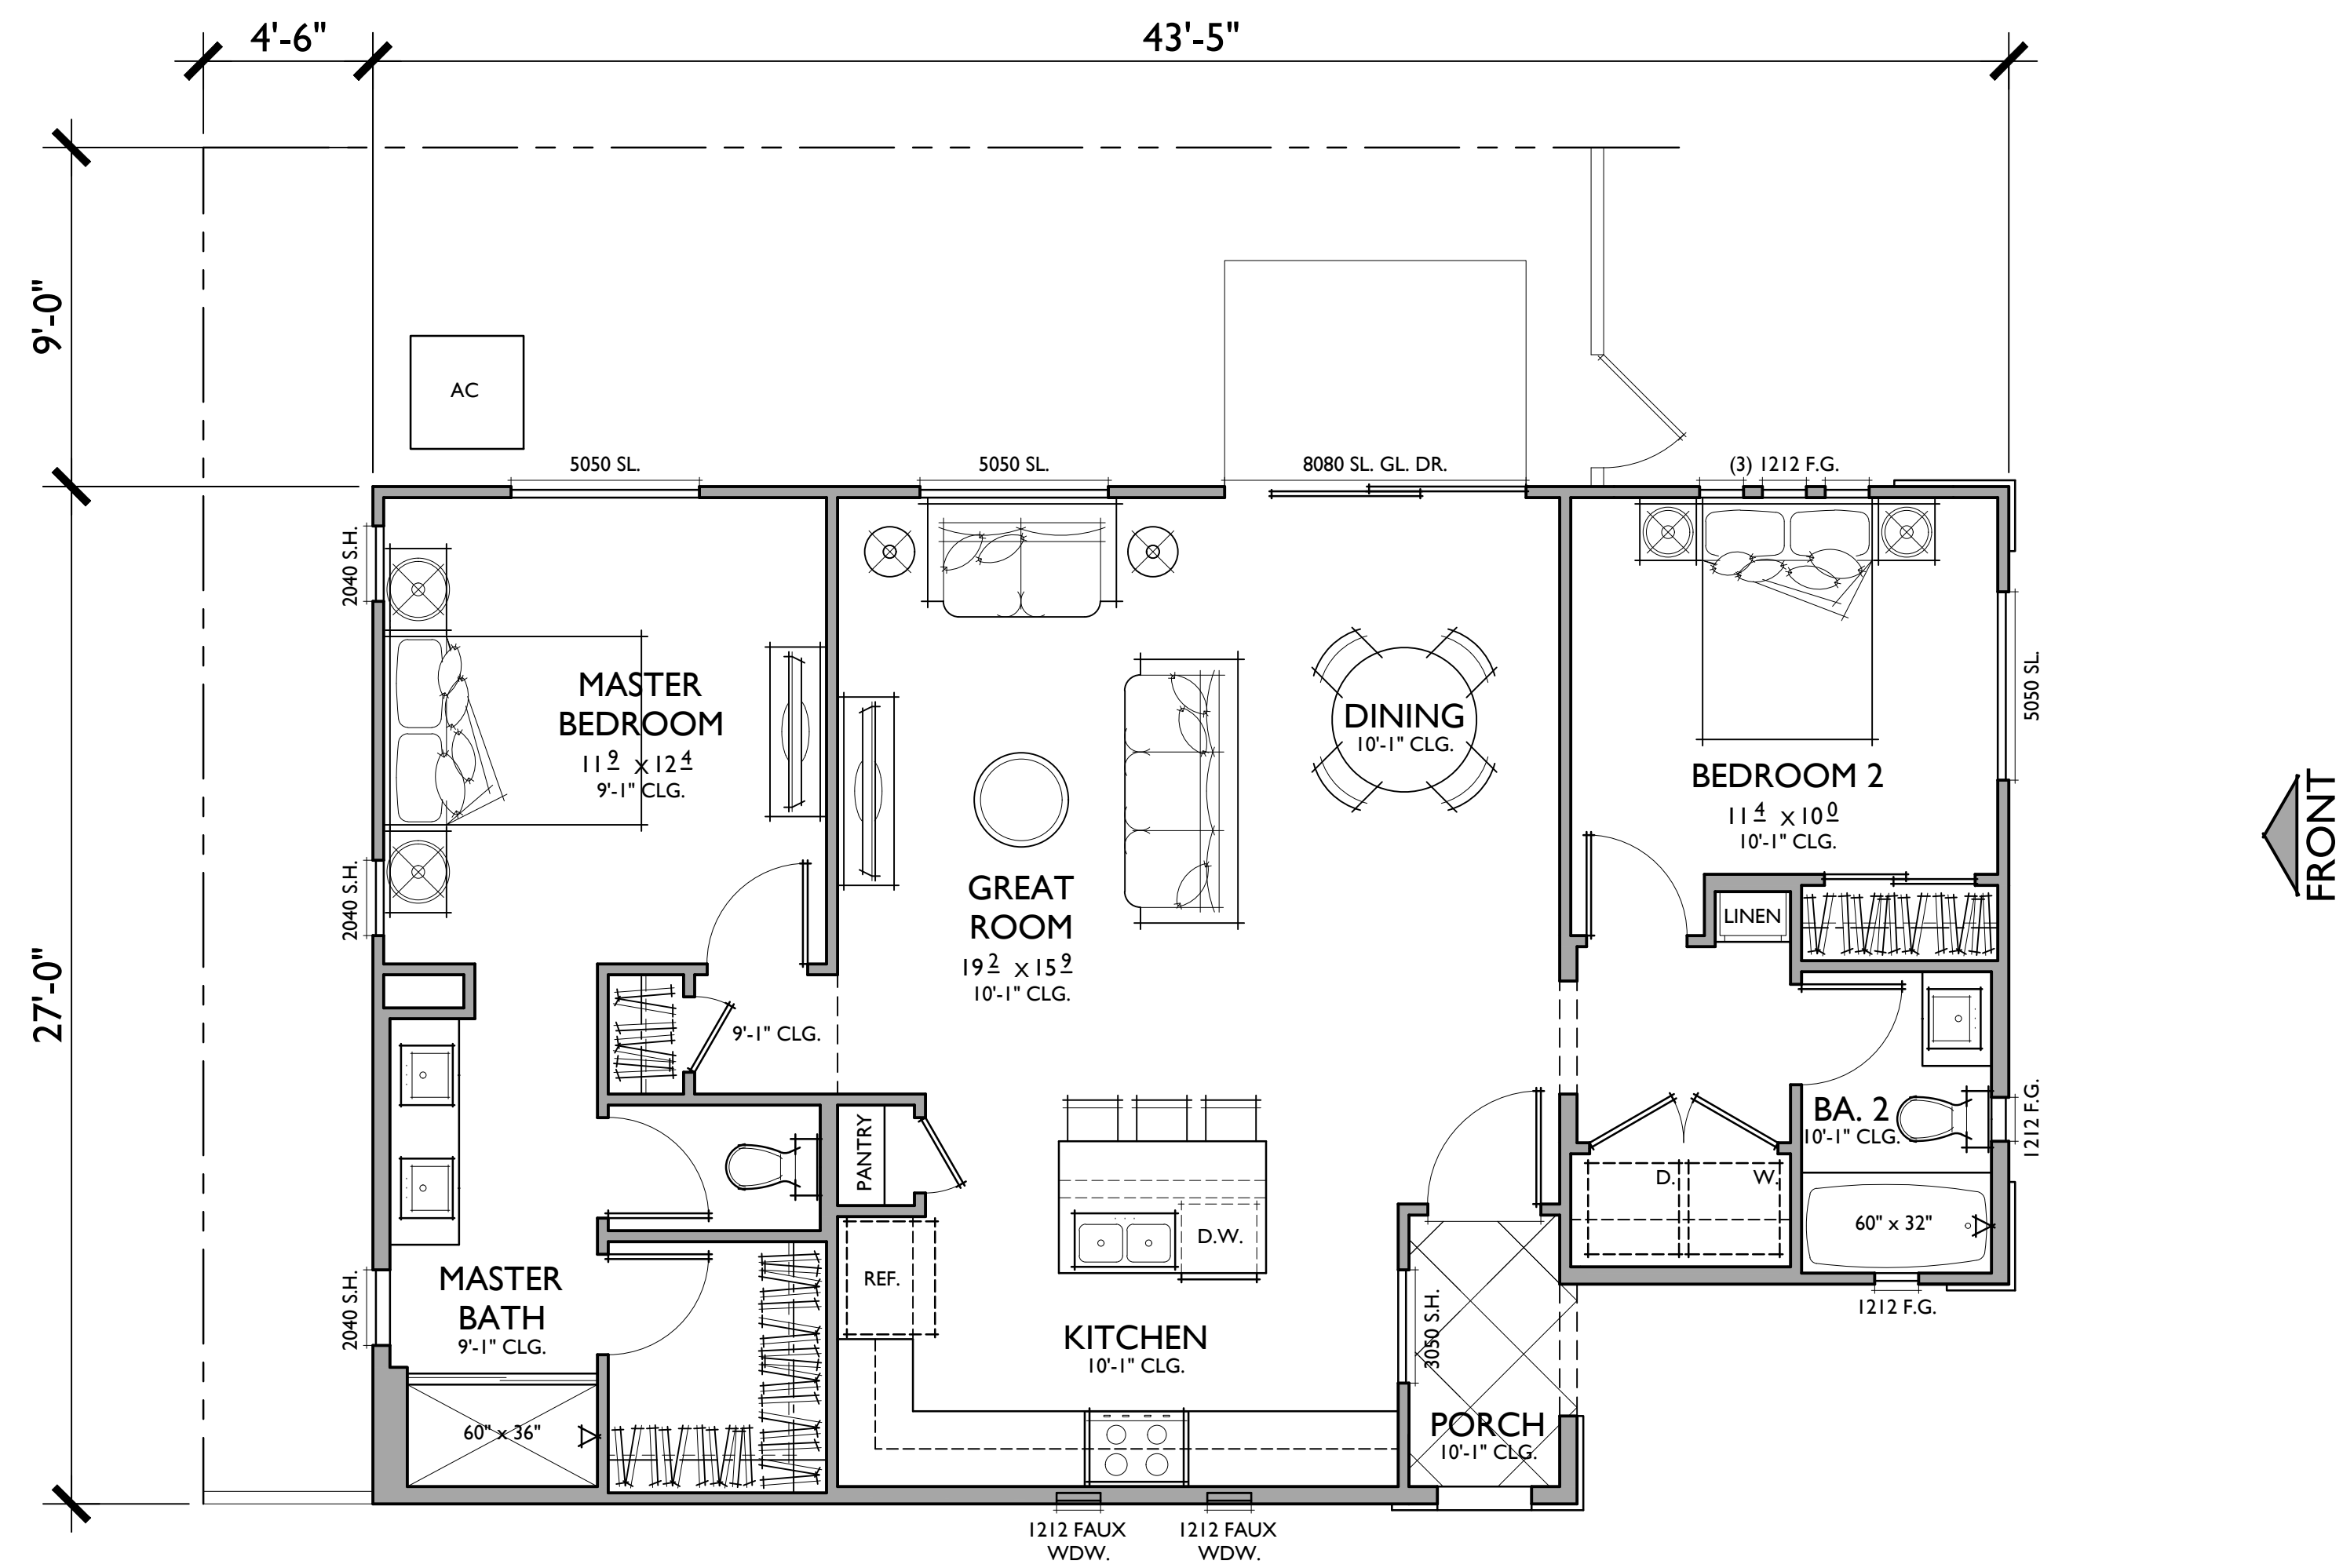 4'-6"
43'-5"
9'-0"
AC
5050 SL.
5050 SL.
8080 SL. GL. DR.
(3) 1212 F.G.
2040 S.H.
MASTER
BEDROOM
11 9 X 12 4
9'-1" CLG.
DINING
10'-1" CLG.
5050 SL.
BEDROOM 2
11 4 X 10 0
10'-1" CLG.
FRONT
2040 S.H.
GREAT
ROOM
19 2 X 15 9
10'-1" CLG.
LINEN
27'-0"
9'-1" CLG.
PANTRY
BA. 2
10'-1" CLG.
1212 F.G.
D.
W.
60" x 32"
D.W.
REF.
MASTER
BATH
9'-1" CLG.
2040 S.H.
KITCHEN
10'-1" CLG.
3050 S.H.
1212 F.G.
60" x 36"
PORCH
10'-1" CLG.
1212 FAUX
WDW.
1212 FAUX
WDW.